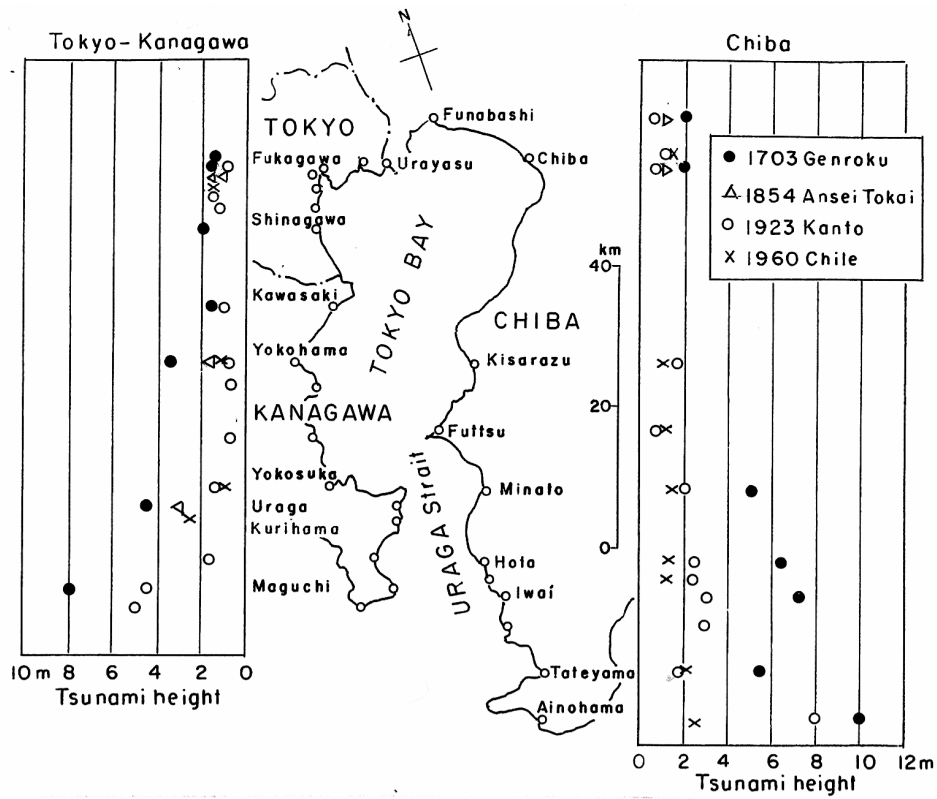 Tokyo-Kanagawa
10m 8 6 4 2 0
Tsunami height
N
TOKYO
Fukagawa
Shinagawa
Kawasaki
Yokohama
KANAGAWA
Yokosuka
Uraga
Kurihama
Maguchi
Funabashi
Urayasu
Chiba
TOKYO BAY
CHIBA
Kisarazu
Futtsu
URAGA Strait
Minato
Hota
Iwai
Tateyama
Ainohama
km
40
20
0
Chiba
1703 Genroku
1854 Ansei Tokai
1923 Kanto
1960 Chile
0 2 4 6 8 10 12m
Tsunami height